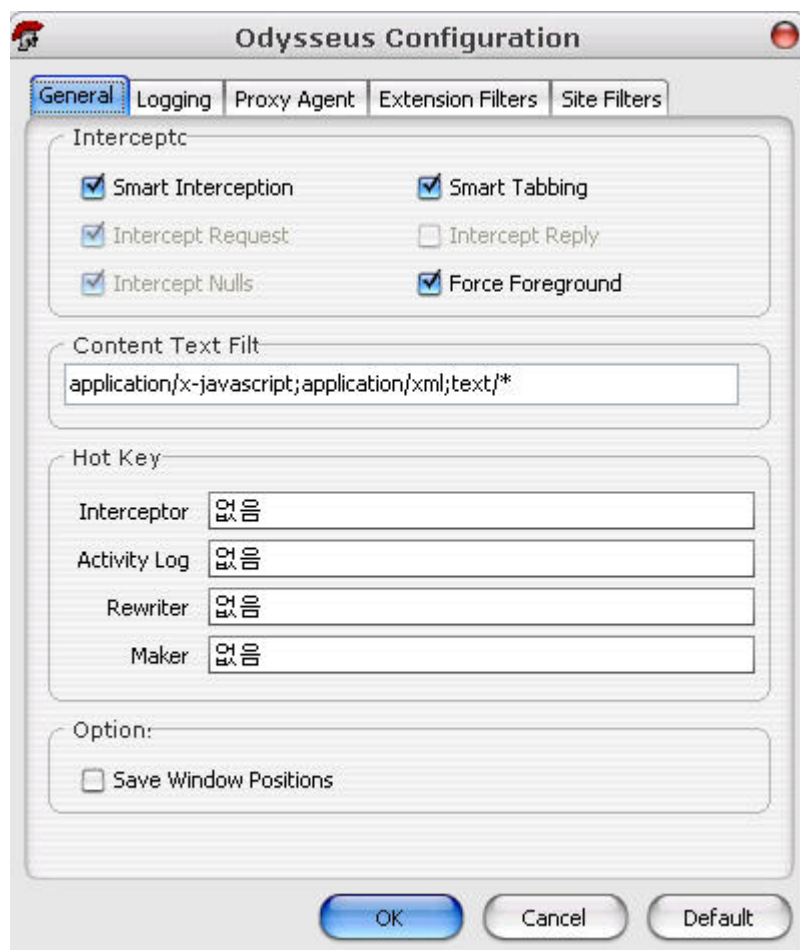 Odysseus Configuration
General Logging Proxy Agent Extension Filters Site Filters
Interceptc
Smart Interception Smart Tabbing
Intercept Request Intercept Reply
Intercept Nulls Force Foreground
Content Text Filt
application/x-javascript;application/xml;text/*
Hot Key
Interceptor 없음
Activity Log 없음
Rewriter 없음
Maker 없음
Option:
Save Window Positions
OK Cancel Default